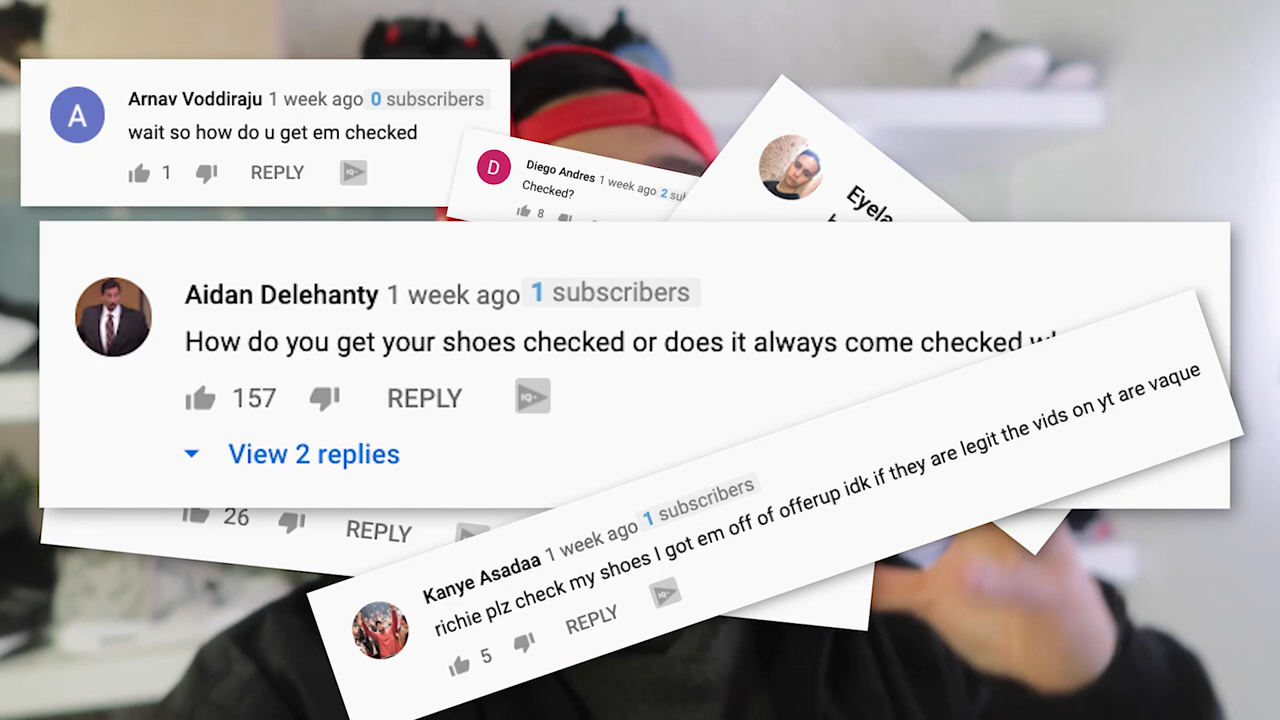 Arnav Voddiraju 1 week ago 0 subscribers
wait so how do u get em checked
1 REPLY
Diego Andres 1 week ago 2
Checked?
8
Aidan Delehanty 1 week ago 1 subscribers
How do you get your shoes checked or does it always come checked
157 REPLY
View 2 replies
26 REPLY
Kanye Asadaa 1 week ago 1 subscribers
richie plz check my shoes I got em off of offerup idk if they are legit the vids on yt are vaque
5 REPLY